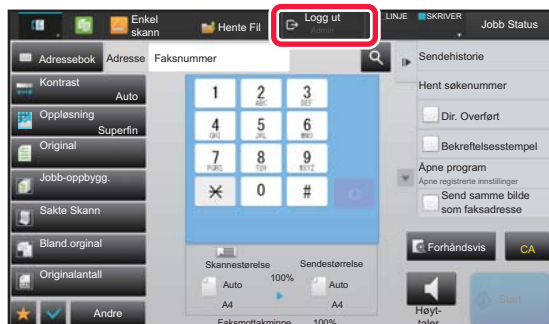 Enkel
skann
Hente Fil
Logg ut
Admin
LINJE
SKRIVER
Jobb Status
Adressebok
Adresse
Faksnummer
Sendehistorie
Kontrast
Auto
Hent søkenummer
Oppløsning
Superfin
Dir. Overført
Original
Bekreftelsesstempel
Jobb-oppbygg.
Åpne program
Åpne registrerte innstillinger
Sakte Skann
Send samme bilde
som faksadresse
1
2
ABC
3
DEF
4
GHI
5
JKL
6
MNO
7
PQRS
8
TUV
9
WXYZ
0
#
Bland.orginal
Forhåndsvis
CA
Skannestørelse
Sendestørrelse
100%
Originalantall
Auto
Auto
A4
A4
Start
Andre
Høyt-
taler
Faksmottakminne
100%